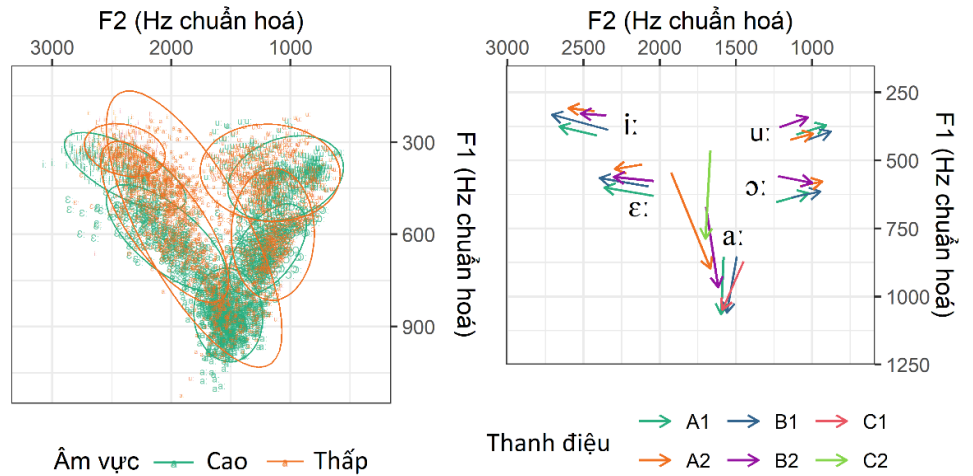 F2 (Hz chuẩn hoá)
3000 2000 1000
300
600
900
F1 (Hz chuẩn hoá)
Âm vực a Cao a Thấp
F2 (Hz chuẩn hoá)
3000 2500 2000 1500 1000
250
500
750
1000
1250
F1 (Hz chuẩn hoá)
iː
uː
ɛː
ɔː
aː
Thanh điệu
A1 B1 C1
A2 B2 C2